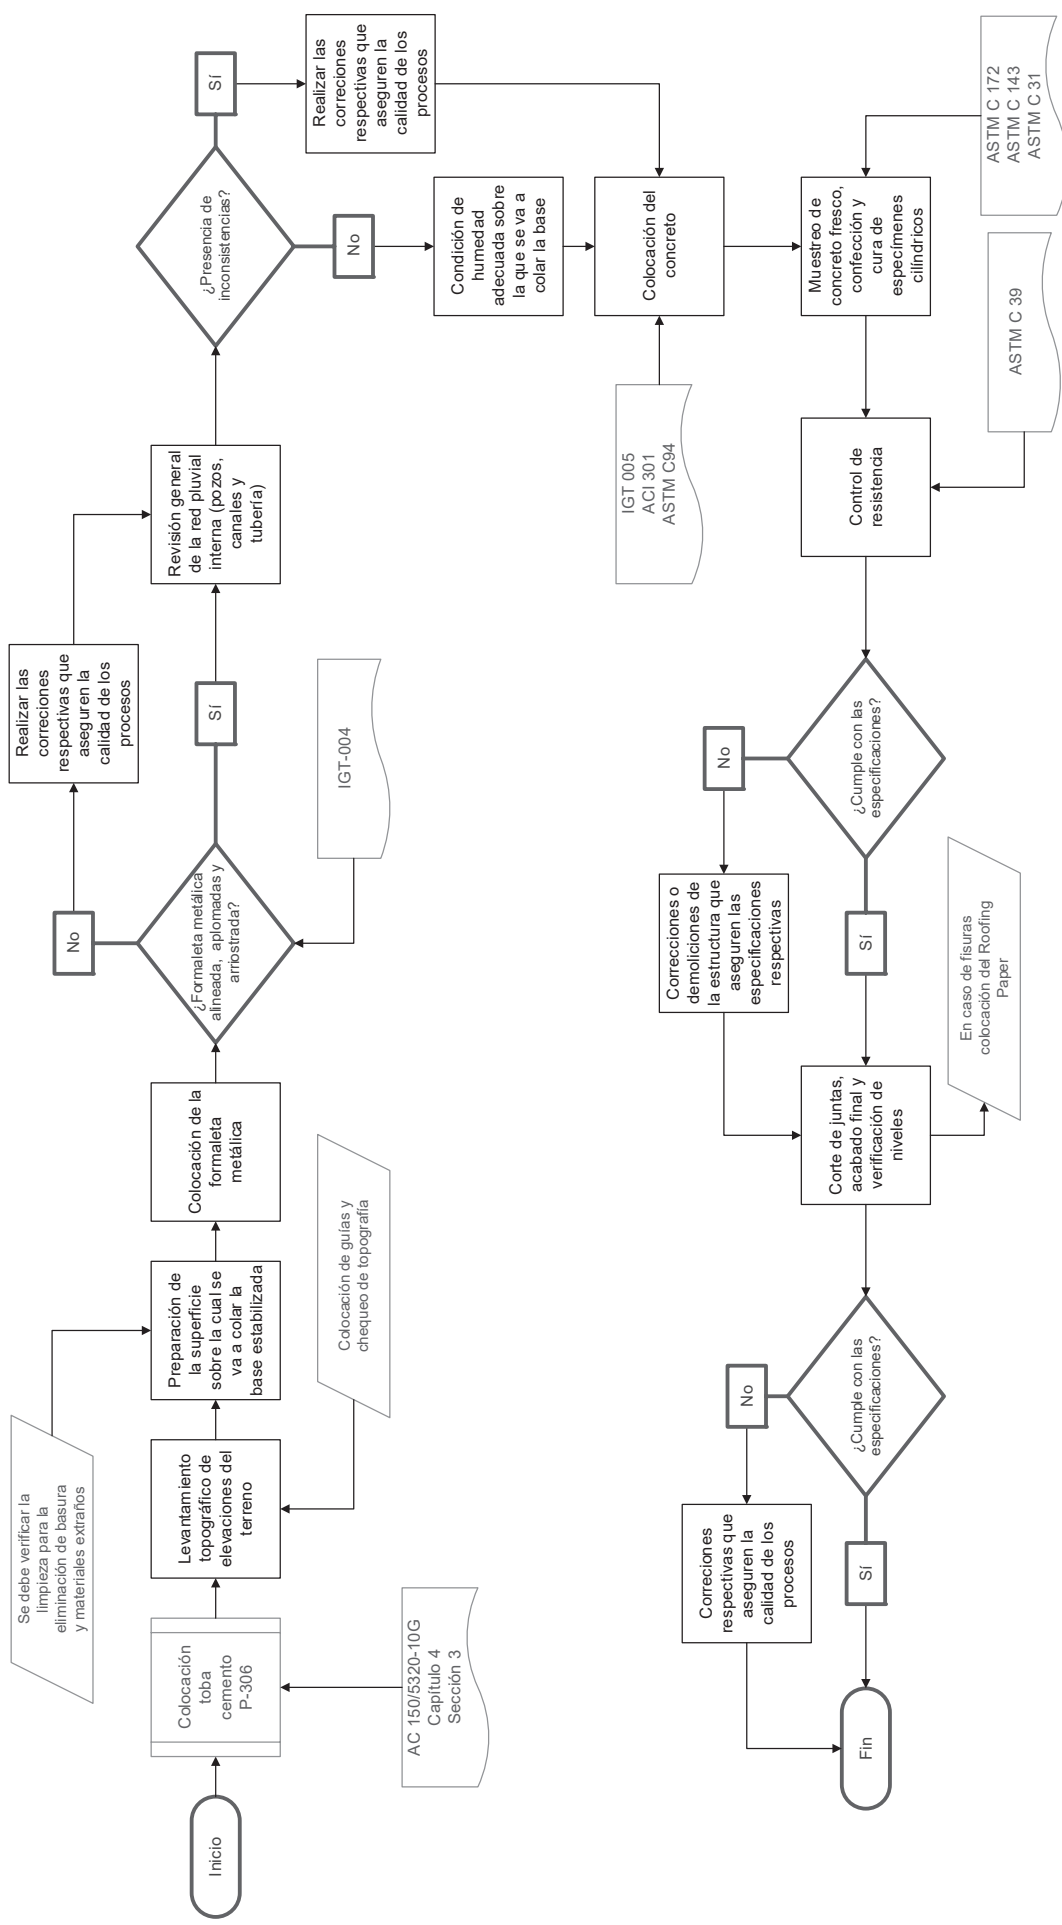 Inicio
Colocación
toba
cemento
P-306
AC 150/5320-10G
Capítulo 4
Sección 3
Se debe verificar la
limpieza para la
eliminación de basura
y materiales extraños
Levantamiento
topográfico de
elevaciones del
terreno
Colocación de guías y
chequeo de topografía
Preparación de
la superficie
sobre la cual se
va a colar la
base estabilizada
Colocación de la
formaleta
metálica
¿Formaleta metálica
alineada, aplomadas y
arriostrada?
IGT-004
No
Realizar las
correciones
respectivas que
aseguren la
calidad de los
procesos
Sí
Revisión general
de la red pluvial
interna (pozos,
canales y
tubería)
¿Presencia de
inconsistencias?
Sí
Realizar las
correciones
respectivas que
aseguren la
calidad de los
procesos
No
Condición de
humedad
adecuada sobre
la que se va a
colar la base
Colocación del
concreto
IGT 005
ACI 301
ASTM C94
Muestreo de
concreto fresco,
confección y
cura de
especímenes
cilíndricos
ASTM C 172
ASTM C 143
ASTM C 31
Control de
resistencia
ASTM C 39
¿Cumple con las
especificaciones?
No
Correcciones o
demoliciones de
la estructura que
aseguren las
especificaciones
respectivas
Sí
Corte de juntas,
acabado final y
verificación de
niveles
En caso de fisuras
colocación del Roofing
Paper
¿Cumple con las
especificaciones?
No
Correciones
respectivas que
aseguren la
calidad de los
procesos
Sí
Fin